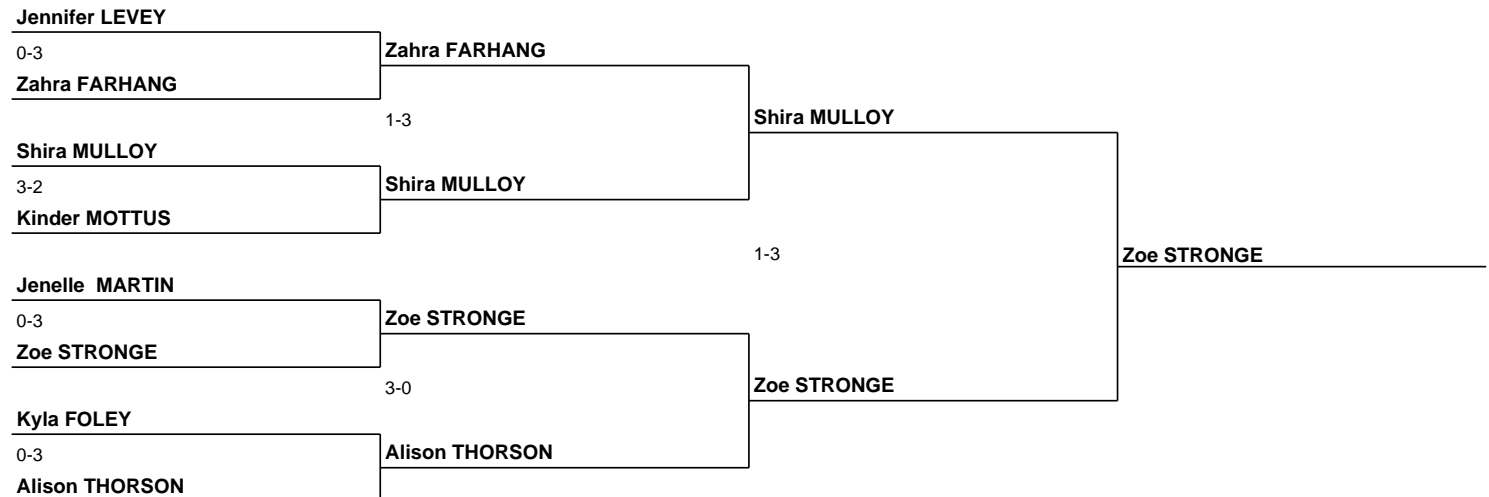 Jennifer LEVEY
0-3
Zahra FARHANG
Zahra FARHANG
1-3
Shira MULLOY
Shira MULLOY
3-2
Shira MULLOY
Kinder MOTTUS
1-3
Zoe STRONGE
Jenelle  MARTIN
0-3
Zoe STRONGE
Zoe STRONGE
3-0
Zoe STRONGE
Kyla FOLEY
0-3
Alison THORSON
Alison THORSON